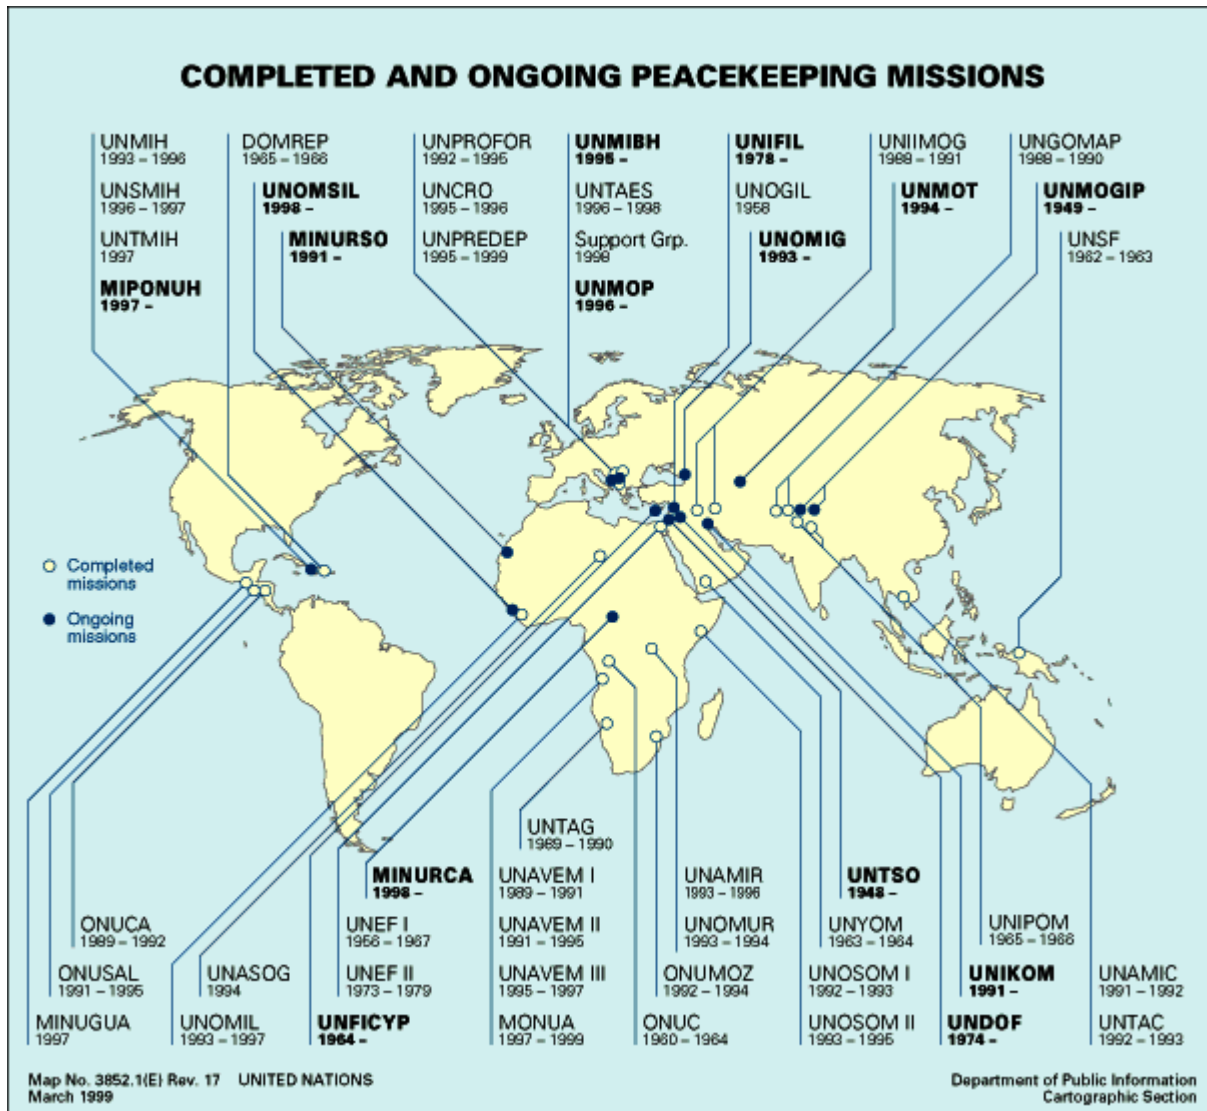 COMPLETED AND ONGOING PEACEKEEPING MISSIONS
UNMIH
1993 – 1996
UNSMIH
1996 – 1997
UNTMIH
1997
MIPONUH
1997 –
DOMREP
1965 – 1966
UNOMSIL
1998 –
MINURSO
1991 –
UNPROFOR
1992 – 1995
UNCRO
1995 – 1996
UNPREDEP
1995 – 1999
UNMIBH
1995 –
UNTAES
1996 – 1998
Support Grp.
1998
UNMOP
1996 –
UNIFIL
1978 –
UNOGIL
1958
UNOMIG
1993 –
UNIIMOG
1988 – 1991
UNMOT
1994 –
UNGOMAP
1988 – 1990
UNMOGIP
1949 –
UNSF
1962 – 1963
Completed
missions
Ongoing
missions
ONUCA
1989 – 1992
ONUSAL
1991 – 1995
MINUGUA
1997
UNASOG
1994
UNOMIL
1993 – 1997
MINURCA
1998 –
UNEF I
1956 – 1967
UNEF II
1973 – 1979
UNFICYP
1964 –
UNTAG
1989 – 1990
UNAVEM I
1989 – 1991
UNAVEM II
1991 – 1995
UNAVEM III
1995 – 1997
MONUA
1997 – 1999
UNAMIR
1993 – 1996
UNOMUR
1993 – 1994
ONUMOZ
1992 – 1994
ONUC
1960 – 1964
UNTSO
1948 –
UNYOM
1963 – 1964
UNOSOM I
1992 – 1993
UNOSOM II
1993 – 1995
UNIPOM
1965 – 1966
UNIKOM
1991 –
UNDOF
1974 –
UNAMIC
1991 – 1992
UNTAC
1992 – 1993
Map No. 3852.1(E) Rev. 17 UNITED NATIONS
March 1999
Department of Public Information
Cartographic Section